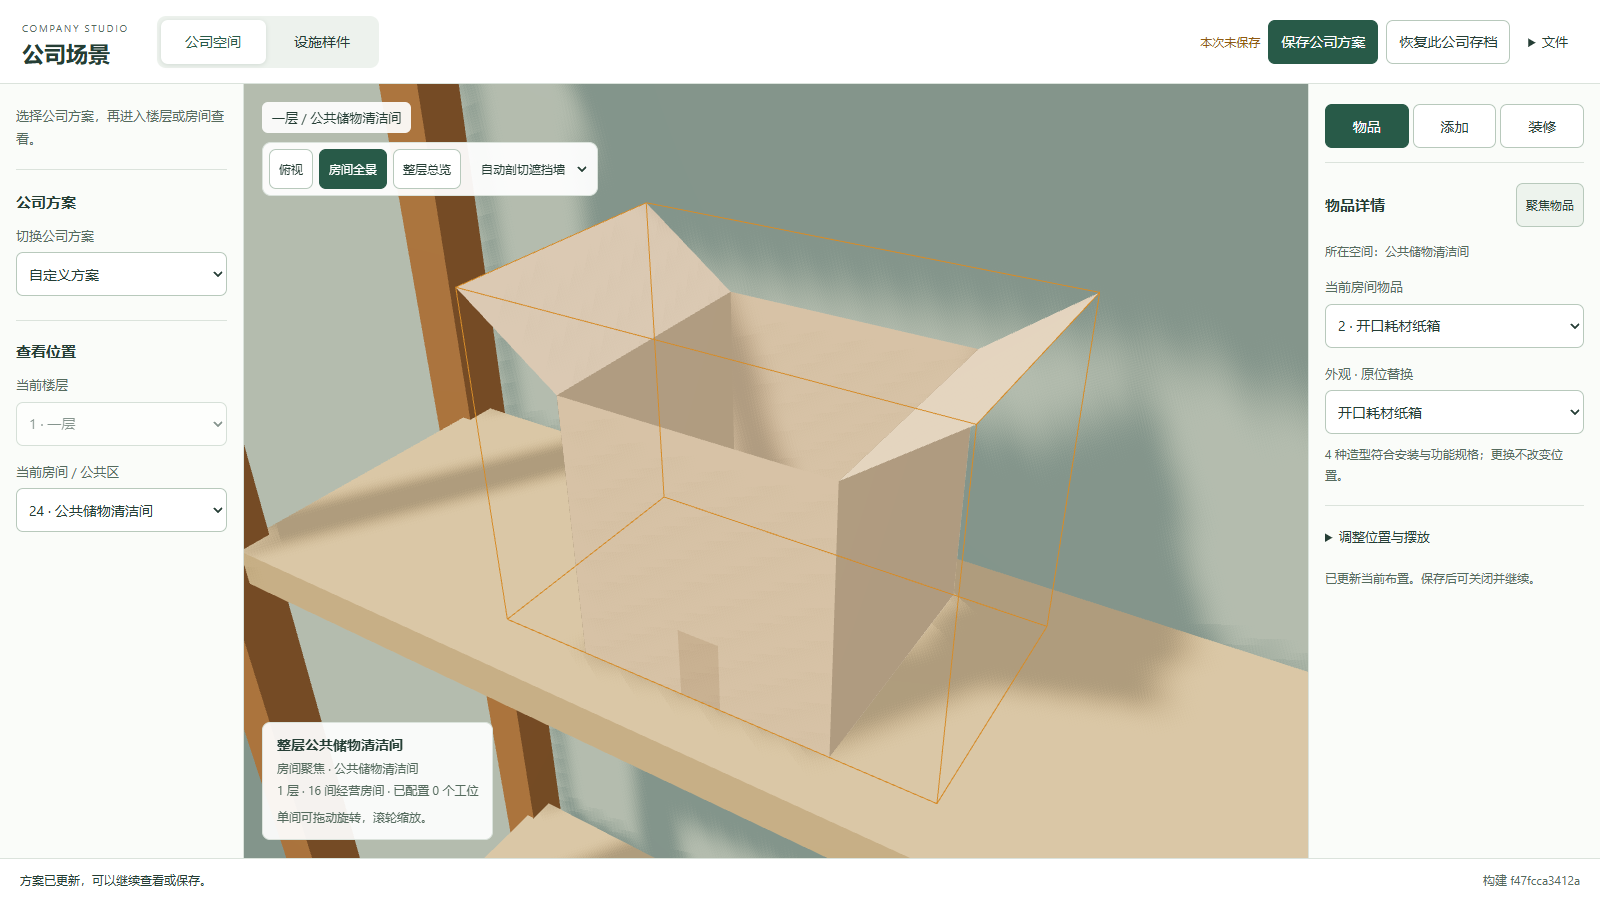 COMPANY STUDIO
公司场景
公司空间
设施样件
本次未保存
保存公司方案
恢复此公司存档
文件
选择公司方案，再进入楼层或房间查
看。
公司方案
切换公司方案
自定义方案
查看位置
当前楼层
1 · 一层
当前房间 / 公共区
24 · 公共储物清洁间
一层 / 公共储物清洁间
俯视
房间全景
整层总览
自动剖切遮挡墙
整层公共储物清洁间
房间聚焦 · 公共储物清洁间
1 层 · 16 间经营房间 · 已配置 0 个工位
单间可拖动旋转，滚轮缩放。
物品
添加
装修
物品详情
聚焦物品
所在空间：公共储物清洁间
当前房间物品
2 · 开口耗材纸箱
外观 · 原位替换
开口耗材纸箱
4 种造型符合安装与功能规格；更换不改变位
置。
调整位置与摆放
已更新当前布置。保存后可关闭并继续。
方案已更新，可以继续查看或保存。
构建 f47fcca3412a